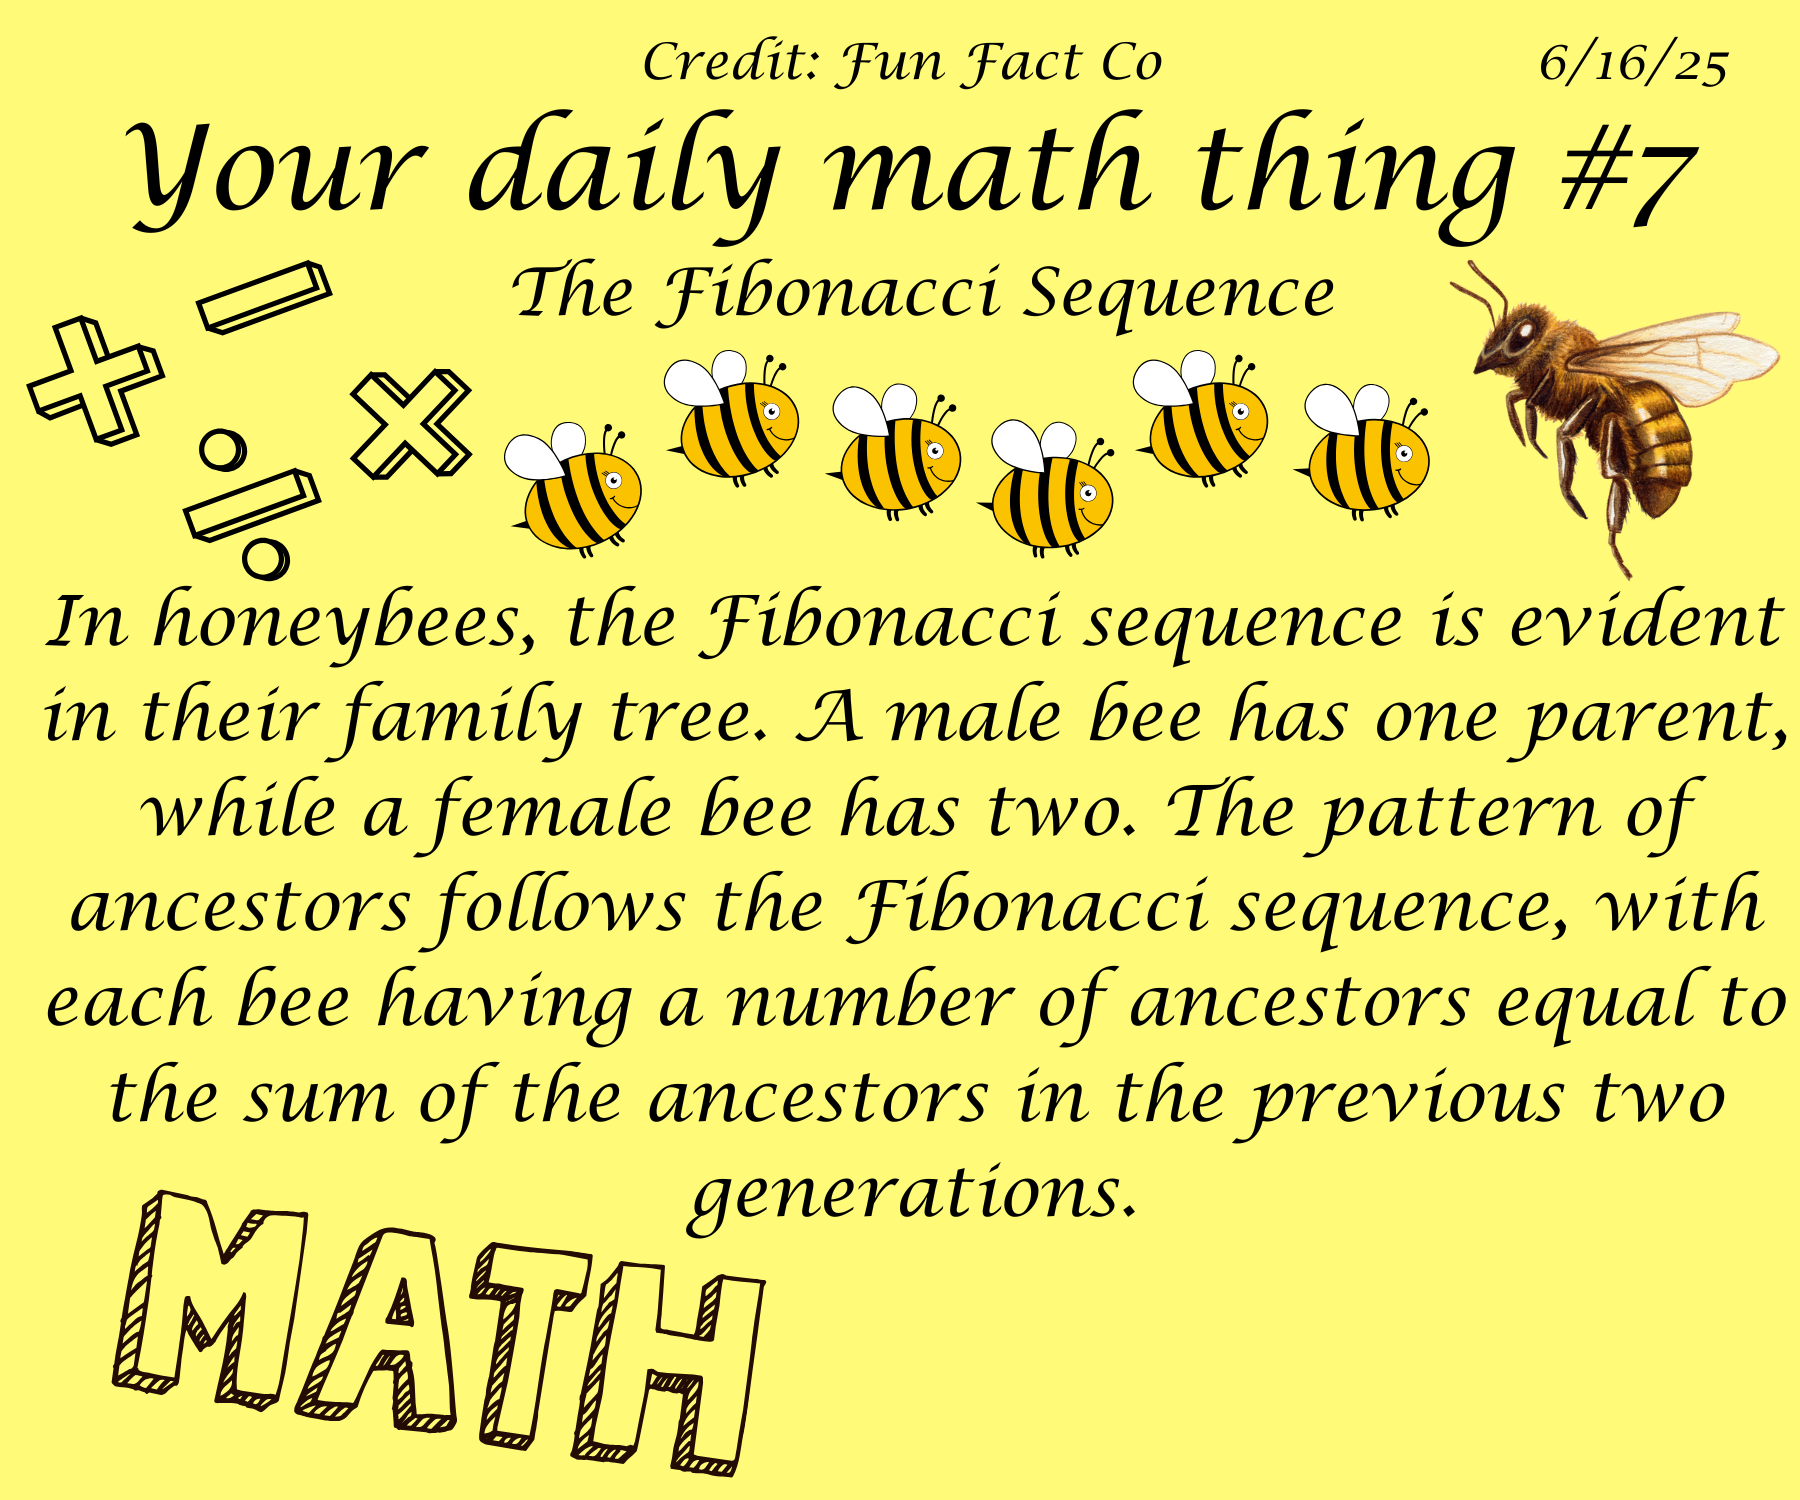 Credit: Fun Fact Co
6/16/25
Your daily math thing #7
The Fibonacci Sequence
In honeybees, the Fibonacci sequence is evident
in their family tree. A male bee has one parent,
while a female bee has two. The pattern of
ancestors follows the Fibonacci sequence, with
each bee having a number of ancestors equal to
the sum of the ancestors in the previous two
generations.
MATH